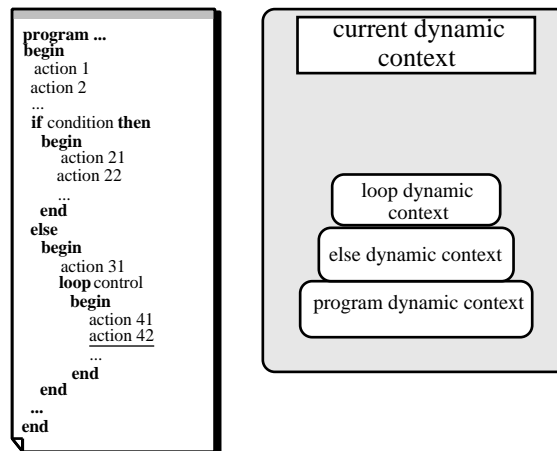 program ...
begin
action 1
action 2
...
if condition then
begin
action 21
action 22
...
end
else
begin
action 31
loop control
begin
action 41
action 42
...
end
end
...
end
current dynamic
context
loop dynamic
context
else dynamic context
program dynamic context